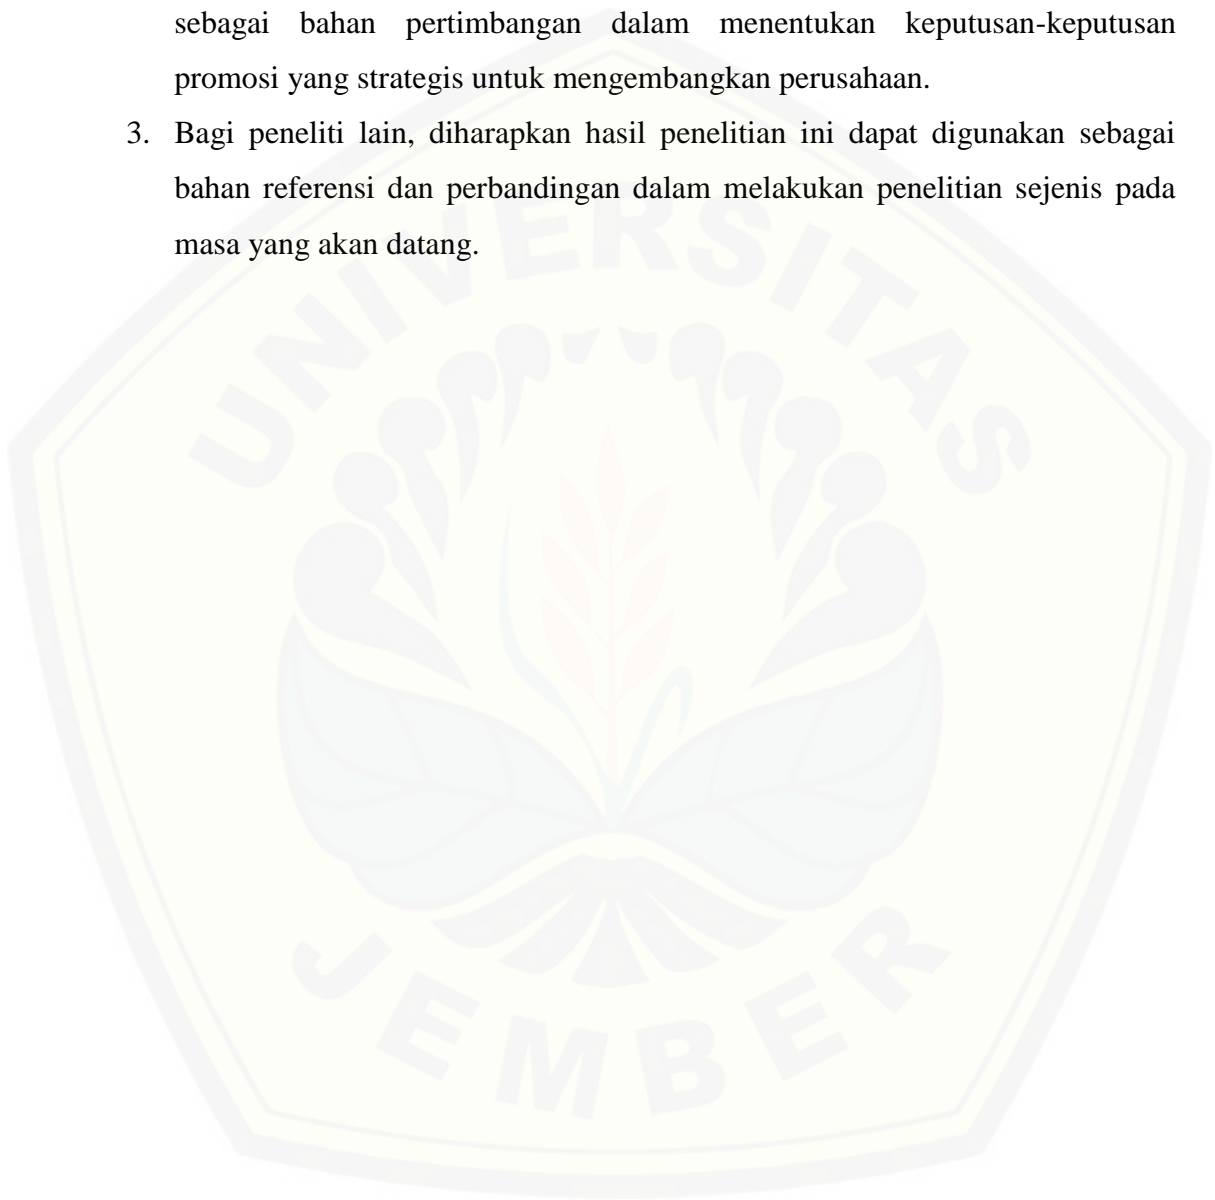 sebagai bahan pertimbangan dalam menentukan keputusan-keputusan
promosi yang strategis untuk mengembangkan perusahaan.
3. Bagi peneliti lain, diharapkan hasil penelitian ini dapat digunakan sebagai
bahan referensi dan perbandingan dalam melakukan penelitian sejenis pada
masa yang akan datang.
UNIVERSITAS
JEMBER